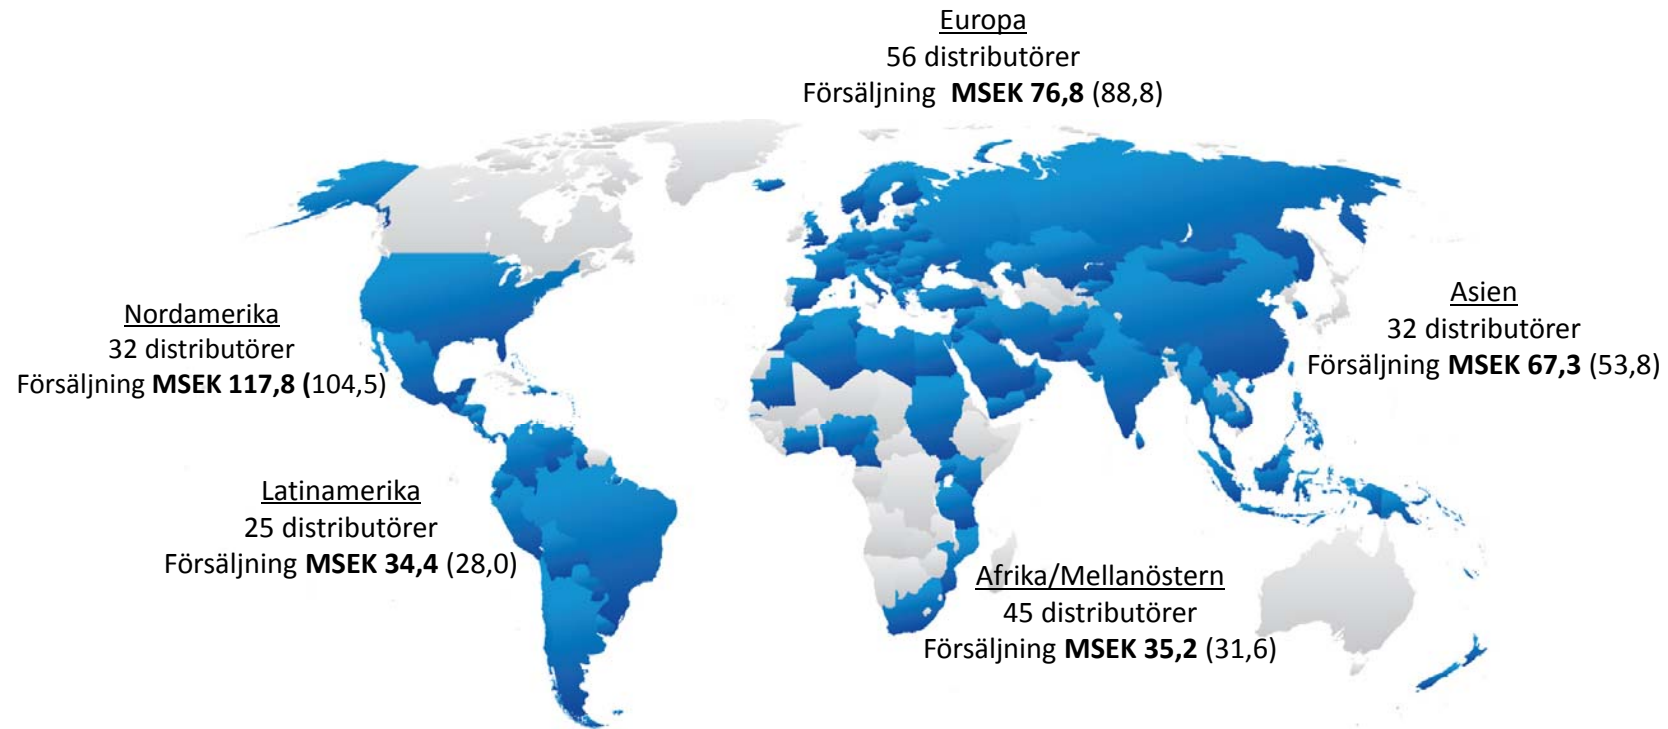 Europa
56 distributörer
Försäljning MSEK 76,8 (88,8)
Nordamerika
32 distributörer
Försäljning MSEK 117,8 (104,5)
Asien
32 distributörer
Försäljning MSEK 67,3 (53,8)
Latinamerika
25 distributörer
Försäljning MSEK 34,4 (28,0)
Afrika/Mellanöstern
45 distributörer
Försäljning MSEK 35,2 (31,6)